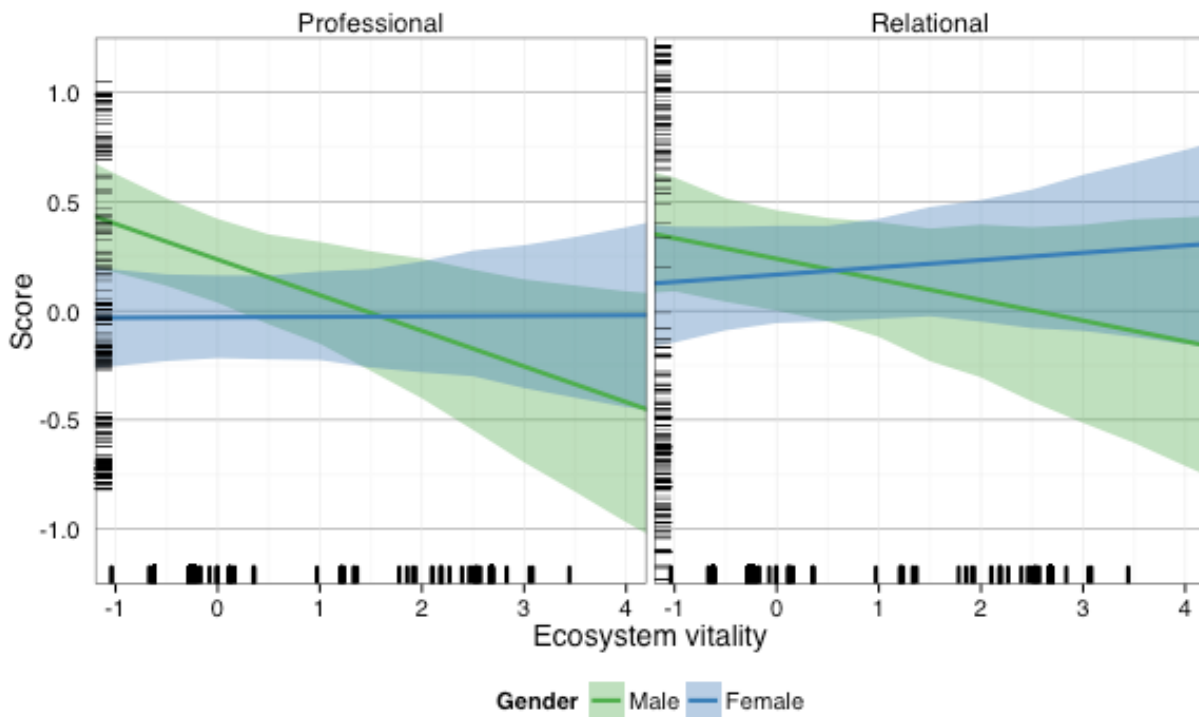 Professional
Relational
1.0
0.5
0.0
-0.5
-1.0
Score
-1 0 1 2 3 4
-1 0 1 2 3 4
Ecosystem vitality
Gender Male Female